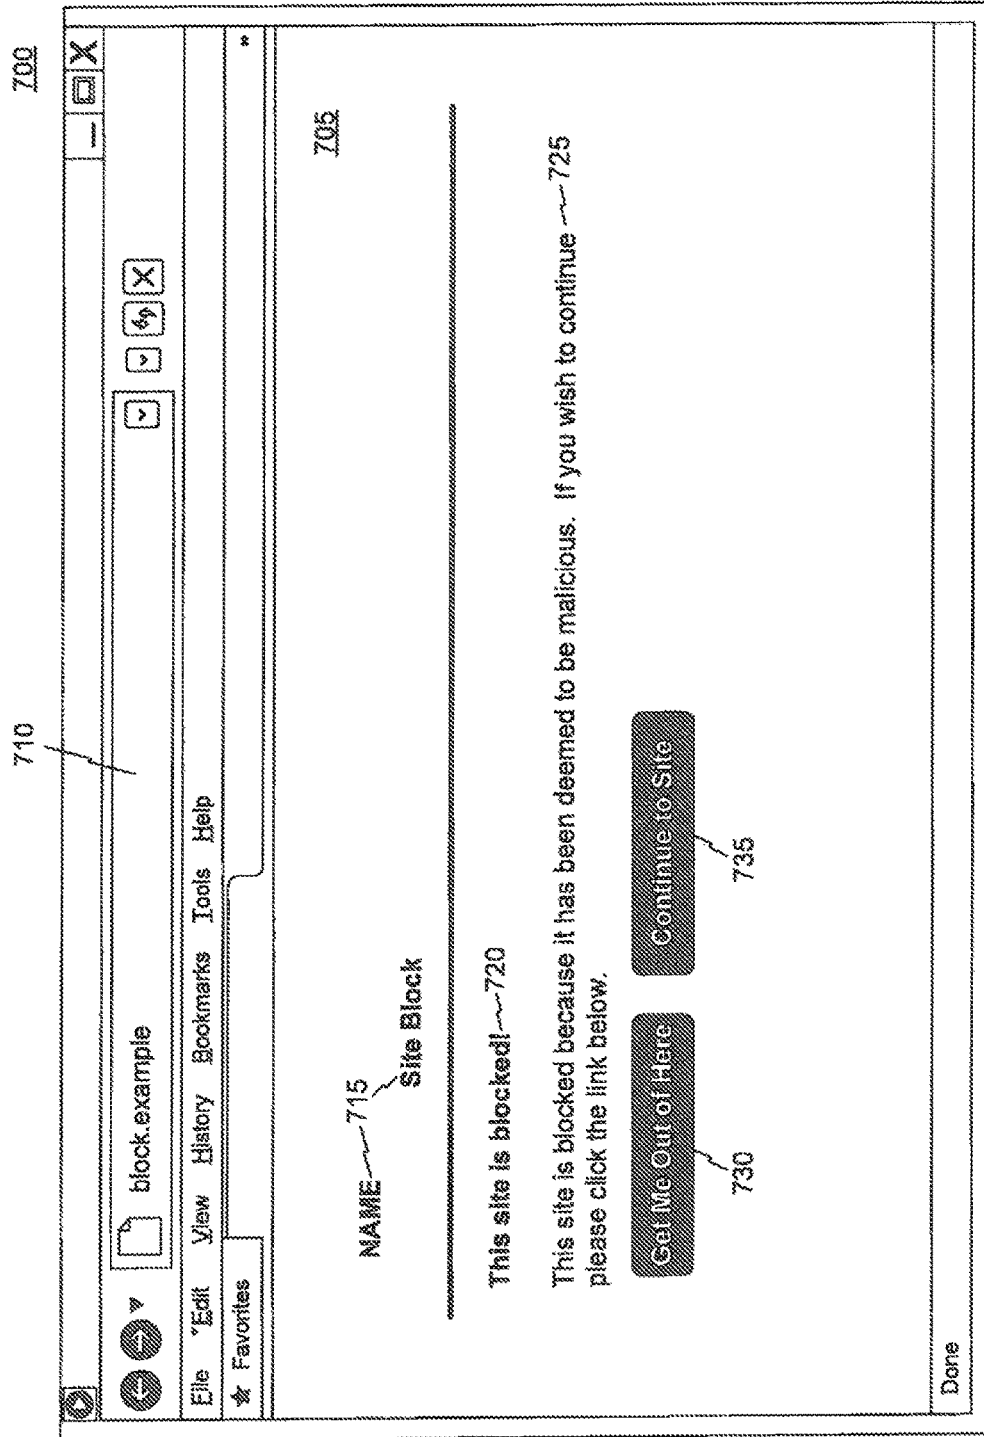 700
710
block.example
File Edit View History Bookmarks Tools Help
Favorites
»
705
NAME 715
Site Block
This site is blocked! 720
This site is blocked because it has been deemed to be malicious. If you wish to continue 725
please click the link below.
Get Me Out of Here
Continue to Site
730
735
Done